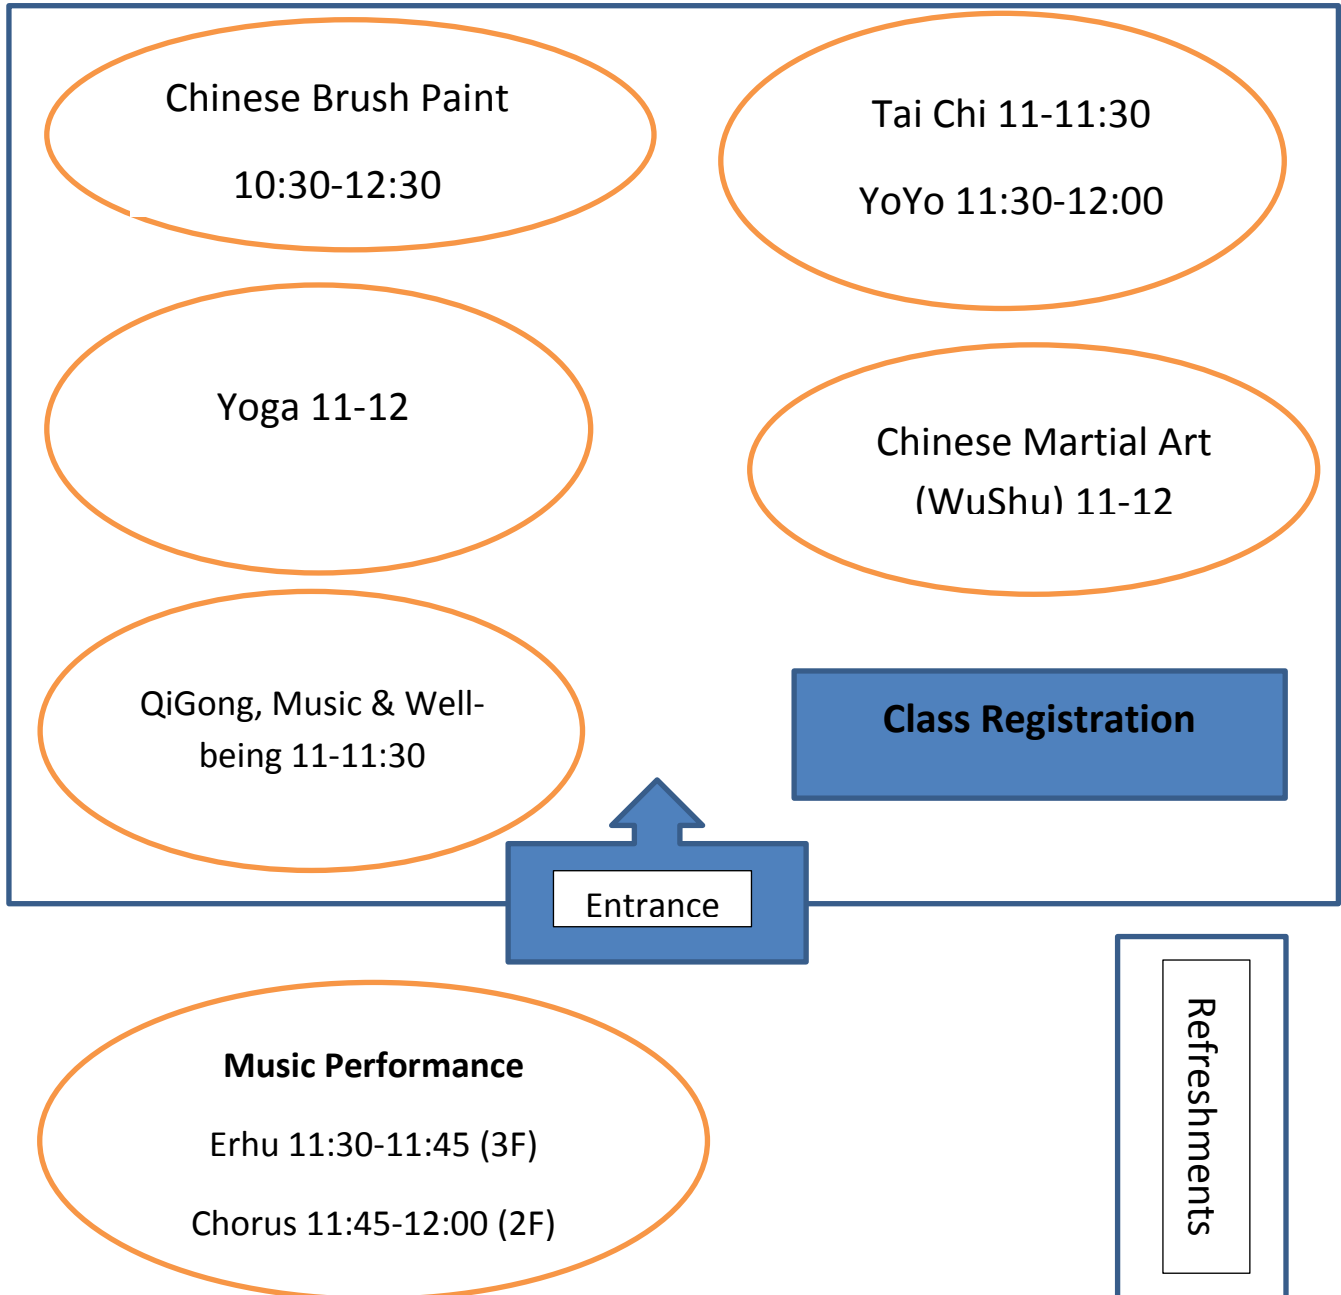 Chinese Brush Paint
10:30-12:30
Tai Chi 11-11:30
YoYo 11:30-12:00
Yoga 11-12
Chinese Martial Art
(WuShu) 11-12
QiGong, Music & Well-
being 11-11:30
Class Registration
Entrance
Music Performance
Erhu 11:30-11:45 (3F)
Chorus 11:45-12:00 (2F)
Refreshments